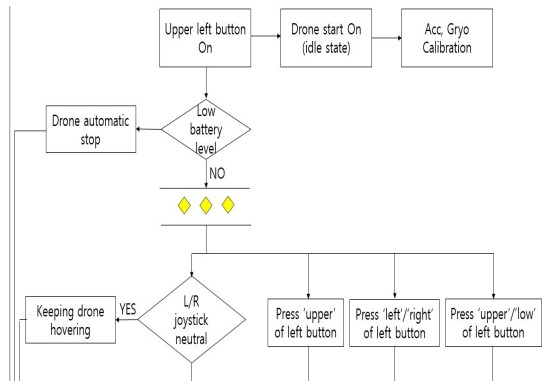 Upper left button
On
Drone start On
(idle state)
Acc, Gryo
Calibration
Drone automatic
stop
Low
battery
level
NO
Keeping drone
hovering
YES
L/R
joystick
neutral
Press 'upper'
of left button
Press 'left'/'right'
of left button
Press 'upper'/'low'
of left button